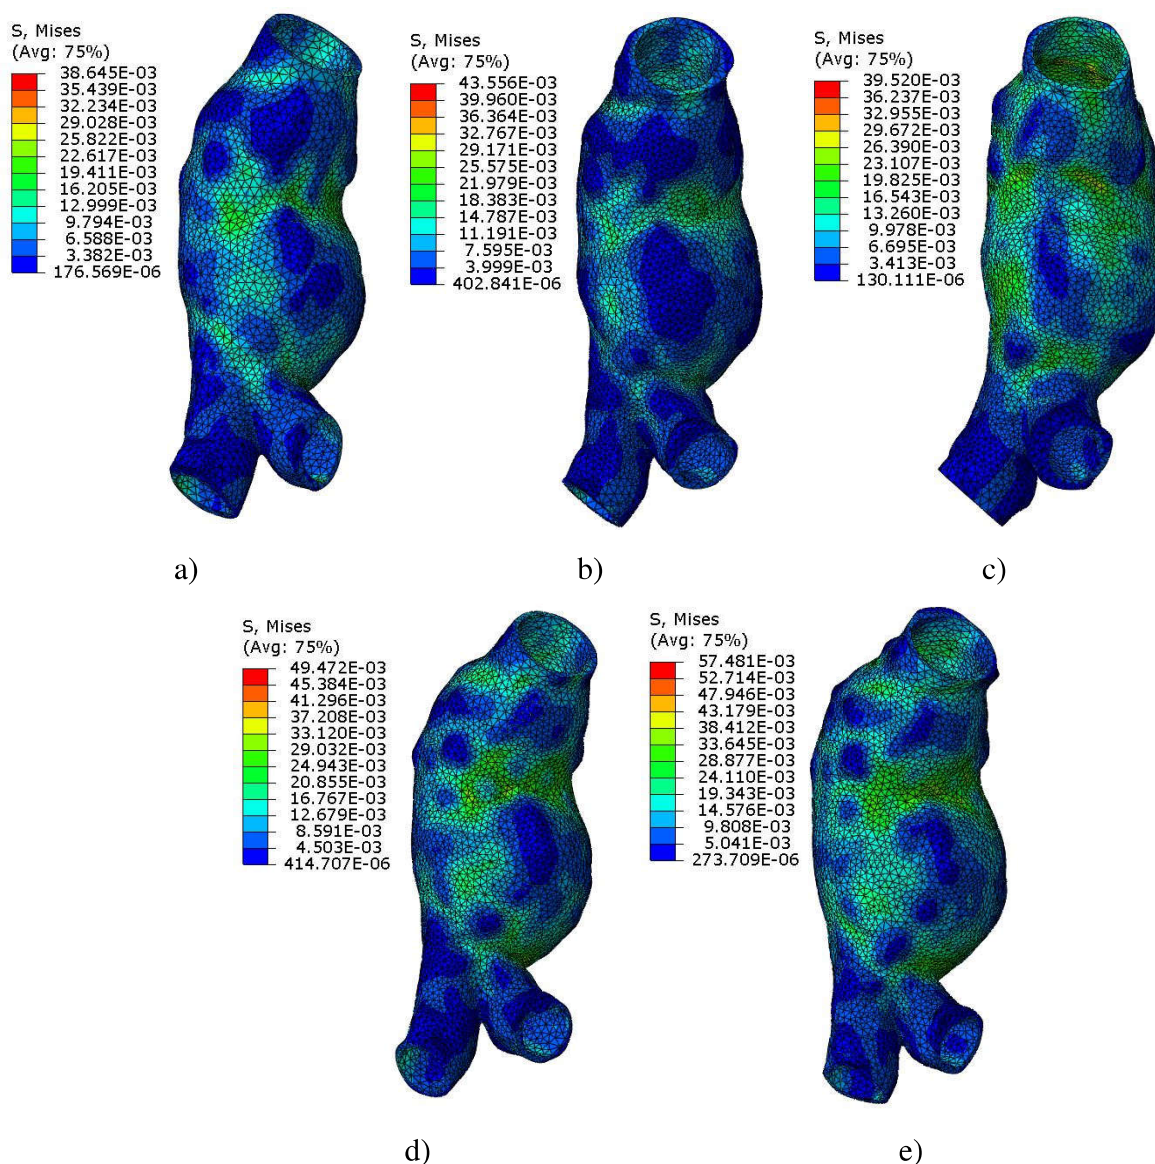 S, Mises
(Avg: 75%)
38.645E-03
35.439E-03
32.234E-03
29.028E-03
25.822E-03
22.617E-03
19.411E-03
16.205E-03
12.999E-03
9.794E-03
6.588E-03
3.382E-03
176.569E-06
a)
S, Mises
(Avg: 75%)
43.556E-03
39.960E-03
36.364E-03
32.767E-03
29.171E-03
25.575E-03
21.979E-03
18.383E-03
14.787E-03
11.191E-03
7.595E-03
3.999E-03
402.841E-06
b)
S, Mises
(Avg: 75%)
39.520E-03
36.237E-03
32.955E-03
29.672E-03
26.390E-03
23.107E-03
19.825E-03
16.543E-03
13.260E-03
9.978E-03
6.695E-03
3.413E-03
130.111E-06
c)
S, Mises
(Avg: 75%)
49.472E-03
45.384E-03
41.296E-03
37.208E-03
33.120E-03
29.032E-03
24.943E-03
20.855E-03
16.767E-03
12.679E-03
8.591E-03
4.503E-03
414.707E-06
d)
S, Mises
(Avg: 75%)
57.481E-03
52.714E-03
47.946E-03
43.179E-03
38.412E-03
33.645E-03
28.877E-03
24.110E-03
19.343E-03
14.576E-03
9.808E-03
5.041E-03
273.709E-06
e)